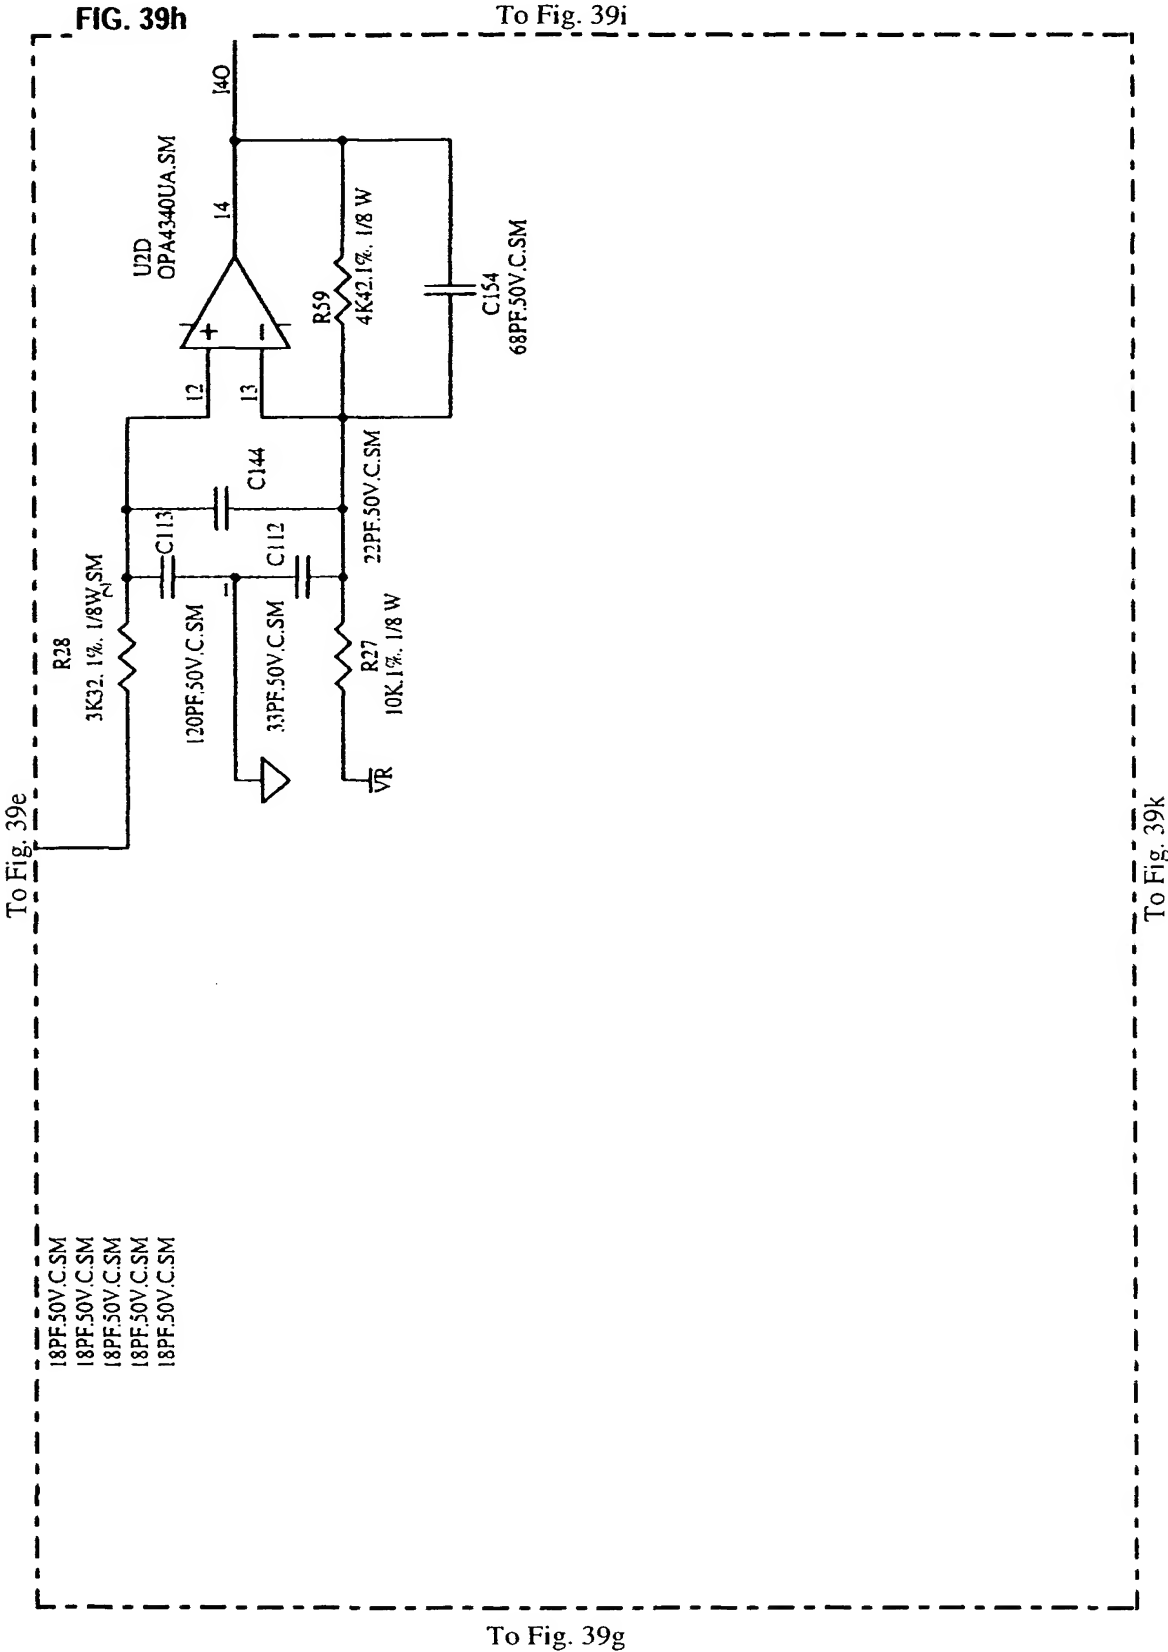 FIG. 39h
To Fig. 39i
140
U2D
OPA4340UA.SM
14
12
13
+
−
R59
4K42.1%. 1/8 W
C154
68PF.50V.C.SM
C144
22PF.50V.C.SM
C113
120PF.50V.C.SM
C112
33PF.50V.C.SM
1
2
R28
3K32. 1%. 1/8W.SM
R27
10K.1%. 1/8 W
VR
To Fig. 39e
To Fig. 39k
18PF.50V.C.SM
18PF.50V.C.SM
18PF.50V.C.SM
18PF.50V.C.SM
18PF.50V.C.SM
To Fig. 39g